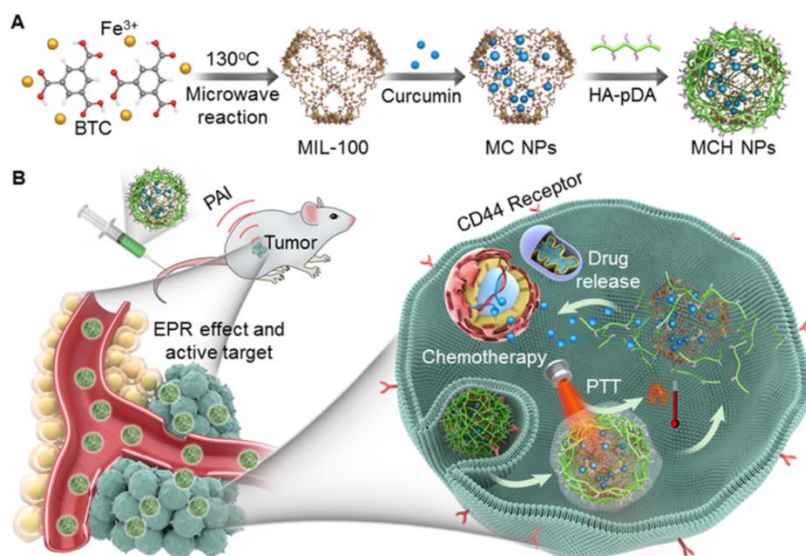 A
Fe³⁺
BTC
130⁰C
Microwave
reaction
MIL-100
Curcumin
MC NPs
HA-pDA
MCH NPs
B
PAI
Tumor
EPR effect and
active target
CD44 Receptor
Drug
release
Chemotherapy
PTT